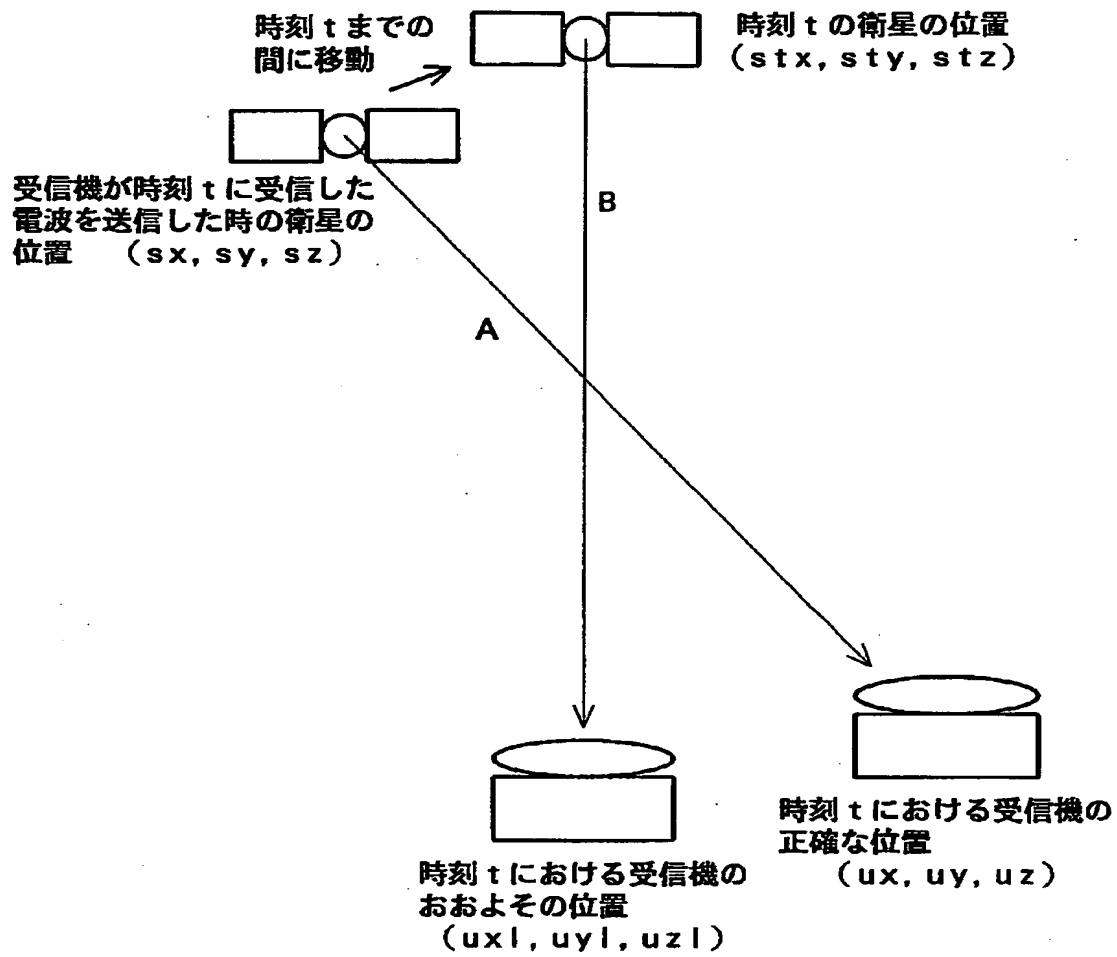 時刻tまでの
間に移動
時刻tの衛星の位置
(stx, sty, stz)
受信機が時刻tに受信した
電波を送信した時の衛星の
位置 (sx, sy, sz)
B
A
時刻tにおける受信機の
正確な位置
(ux, uy, uz)
時刻tにおける受信機の
おおよその位置
(uxl, uyl, uzl)